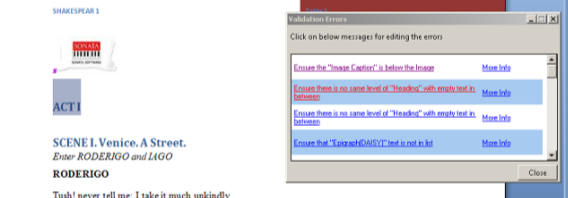 SHAKESPEAR 1
SONATA
SONATA SOFTWARE
ACT I
SCENE I. Venice. A Street.
Enter RODERIGO and IAGO
RODERIGO
Tush! never tell me; I take it much unkindly
Validation Errors
Click on below messages for editing the errors
Ensure the "Image Caption" is below the Image More Info
Ensure there is no same level of "Heading" with empty text in More Info
between
Ensure there is no same level of "Heading" with empty text in More Info
between
Ensure that "Epigraph(DAISY)" text is not in list More Info
Close